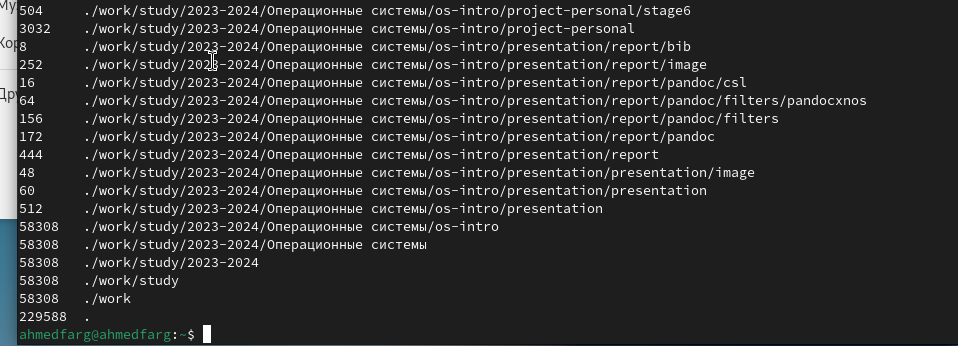 504 ./work/study/2023-2024/Операционные системы/os-intro/project-personal/stage6
3032 ./work/study/2023-2024/Операционные системы/os-intro/project-personal
8 ./work/study/2023-2024/Операционные системы/os-intro/presentation/report/bib
252 ./work/study/2023-2024/Операционные системы/os-intro/presentation/report/image
16 ./work/study/2023-2024/Операционные системы/os-intro/presentation/report/pandoc/csl
64 ./work/study/2023-2024/Операционные системы/os-intro/presentation/report/pandoc/filters/pandocxnos
156 ./work/study/2023-2024/Операционные системы/os-intro/presentation/report/pandoc/filters
172 ./work/study/2023-2024/Операционные системы/os-intro/presentation/report/pandoc
444 ./work/study/2023-2024/Операционные системы/os-intro/presentation/report
48 ./work/study/2023-2024/Операционные системы/os-intro/presentation/presentation/image
60 ./work/study/2023-2024/Операционные системы/os-intro/presentation/presentation
512 ./work/study/2023-2024/Операционные системы/os-intro/presentation
58308 ./work/study/2023-2024/Операционные системы/os-intro
58308 ./work/study/2023-2024/Операционные системы
58308 ./work/study/2023-2024
58308 ./work/study
58308 ./work
229588 .
ahmedfarg@ahmedfarg:~$